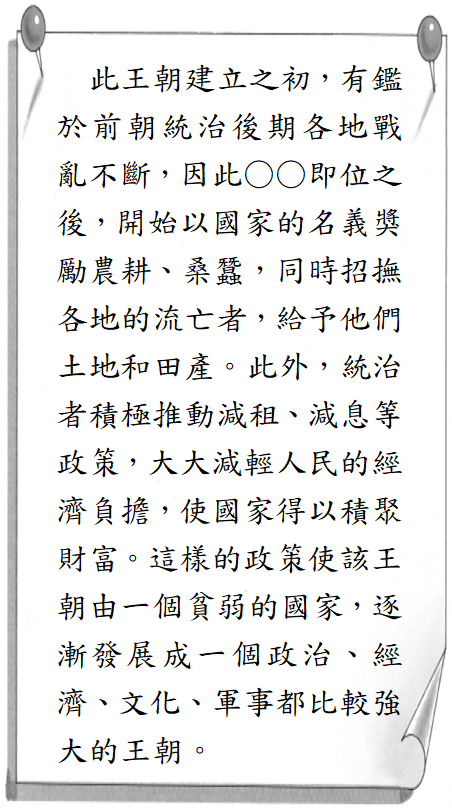 此王朝建立之初，有鑑
於前朝統治後期各地戰
亂不斷，因此○○即位之
後，開始以國家的名義獎
勵農耕、桑蠶，同時招撫
各地的流亡者，給予他們
土地和田產。此外，統治
者積極推動減租、減息等
政策，大大減輕人民的經
濟負擔，使國家得以積聚
財富。這樣的政策使該王
朝由一個貧弱的國家，逐
漸發展成一個政治、經
濟、文化、軍事都比較強
大的王朝。